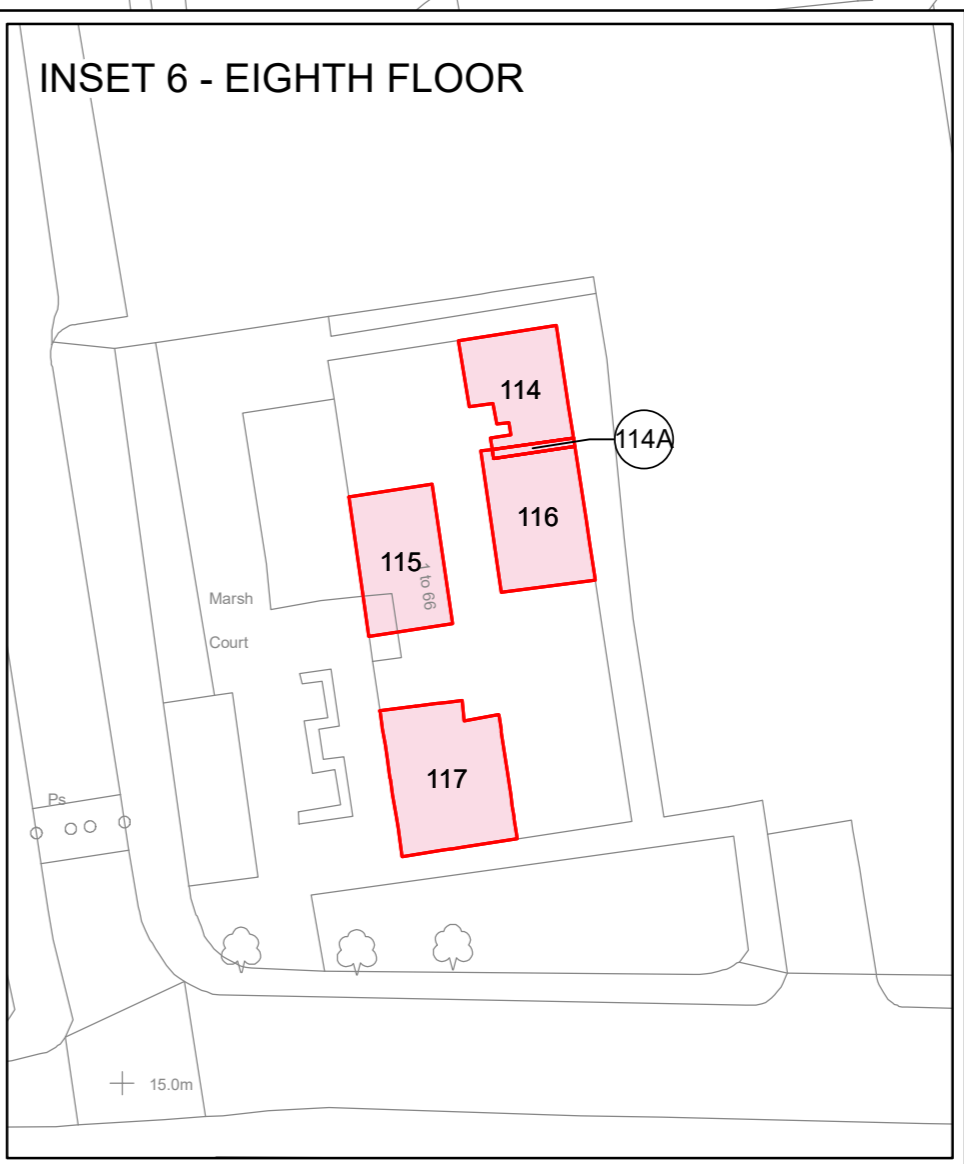 INSET 6 - EIGHTH FLOOR
114
114A
116
115
1 to 66
Marsh
Court
117
Ps
15.0m